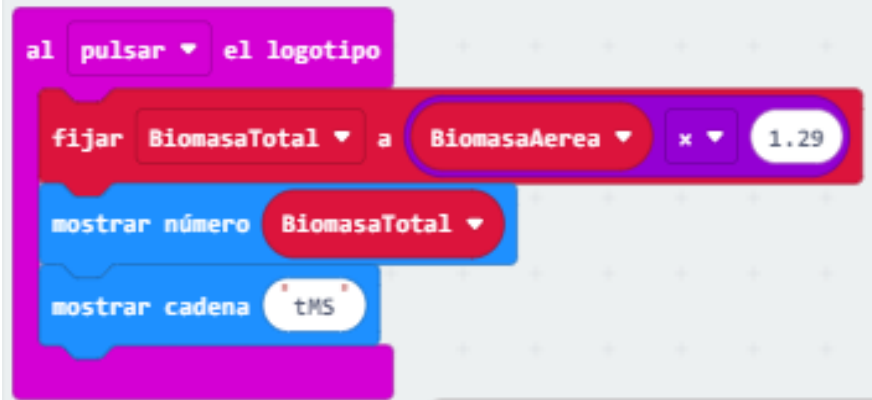 al pulsar el logotipo
fijar BiomasaTotal a BiomasaAerea × 1.29
mostrar número BiomasaTotal
mostrar cadena "tMS"